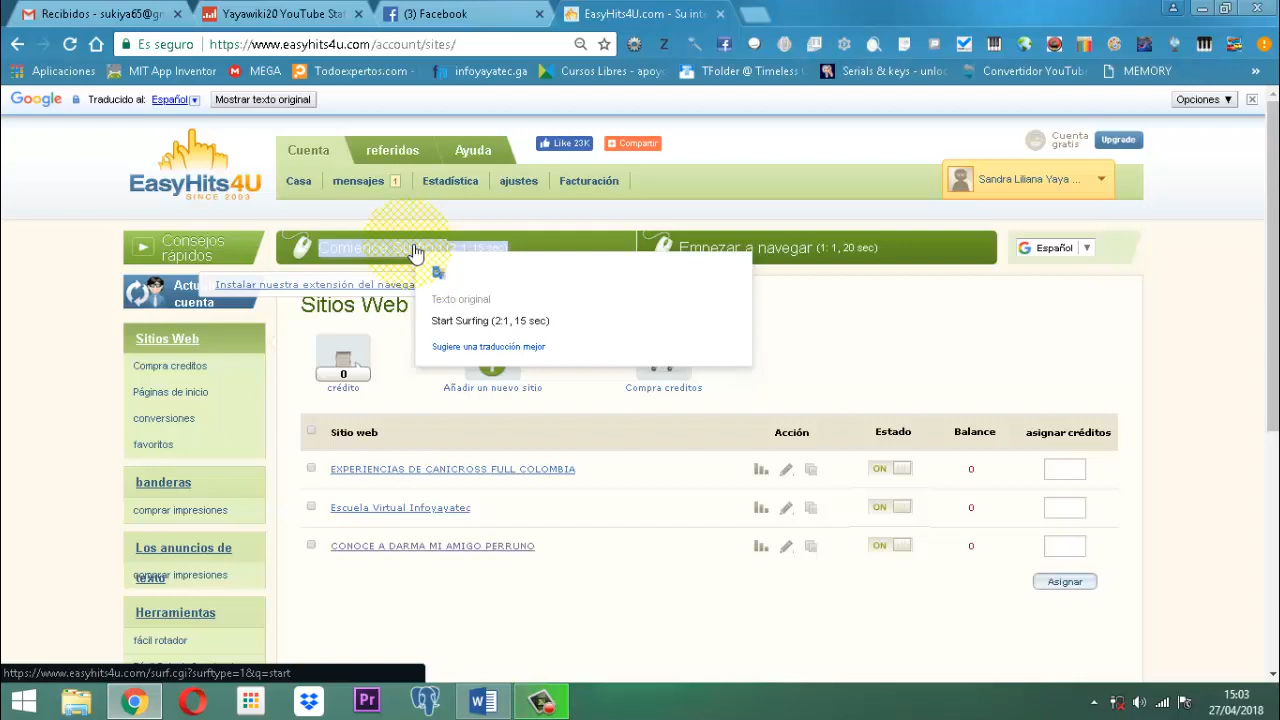 Recibidos - sukiya65@gr
Yayawiki20 YouTube Stat
(3) Facebook
EasyHits4U.com - Su inte
Es seguro
https://www.easyhits4u.com/account/sites/
Aplicaciones
MIT App Inventor
MEGA
Todoexpertos.com -
infoyayatec.ga
Cursos Libres - apoy
TFolder @ Timeless
Serials & keys - unloc
Convertidor YouTub
MEMORY
»
Google
Traducido al:
Español
Mostrar texto original
Opciones ▼
EasyHits4U
SINCE 2003
Cuenta
referidos
Ayuda
Like 23K
Compartir
Cuenta gratis
Upgrade
Casa
mensajes 1
Estadística
ajustes
Facturación
Sandra Liliana Yaya ...
Consejos
rápidos
Empezar a navegar (1: 1, 20 sec)
Español
cuenta
Instalar nuestra extensión del navega
Sitios Web
Texto original
Start Surfing (2:1, 15 sec)
Sugiere una traducción mejor
0
crédito
Añadir un nuevo sitio
Compra creditos
Sitios Web
Compra creditos
Páginas de inicio
conversiones
favoritos
banderas
comprar impresiones
Los anuncios de
texto
comprar impresiones
Herramientas
fácil rotador
Sitio web
Acción
Estado
Balance
asignar créditos
EXPERIENCIAS DE CANICROSS FULL COLOMBIA
ON
0
Escuela Virtual Infoyayatec
ON
0
CONOCE A DARMA MI AMIGO PERRUNO
ON
0
Asignar
https://www.easyhits4u.com/surf.cgi?surftype=1&q=start
Pr
15:03
27/04/2018